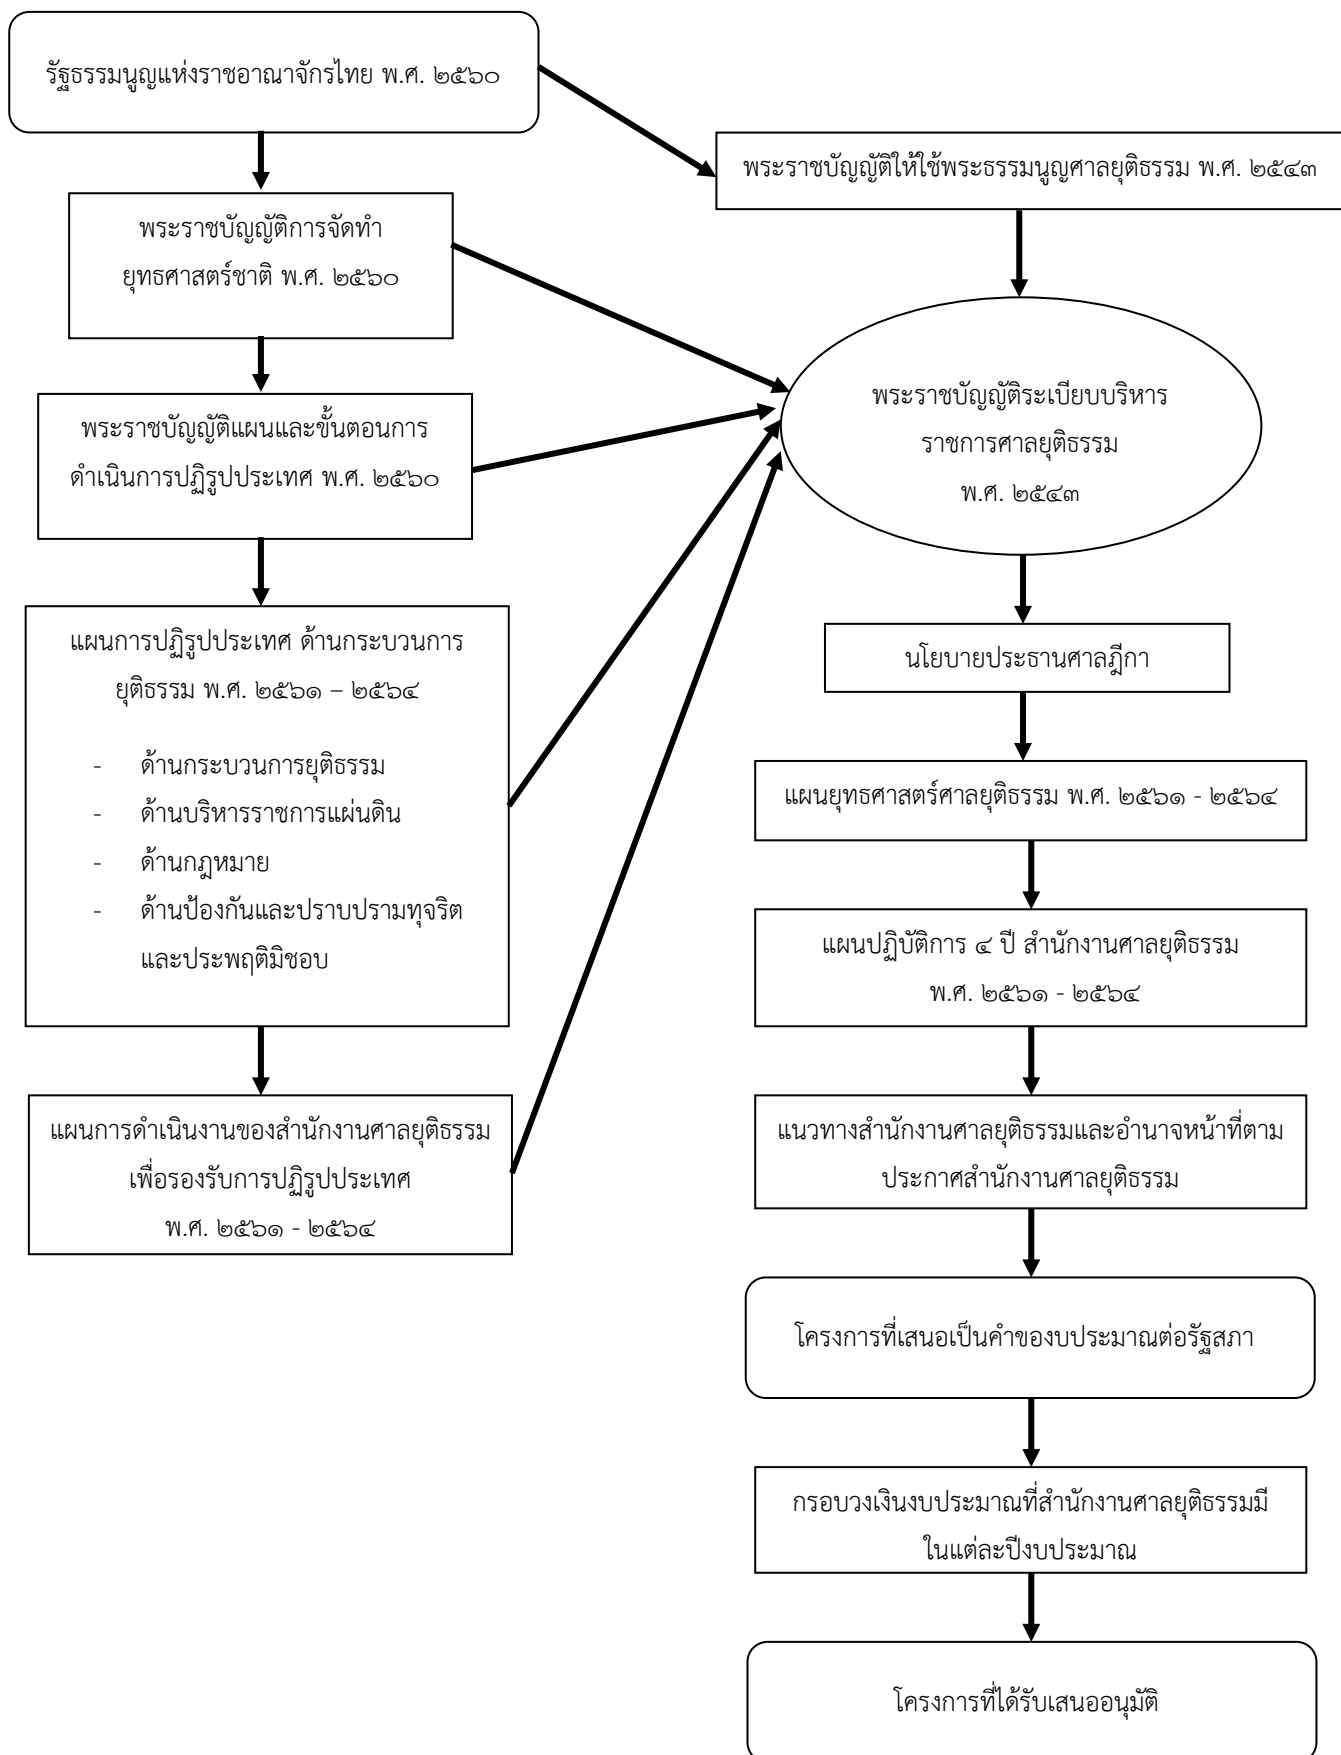 รัฐธรรมนูญแห่งราชอาณาจักรไทย พ.ศ. ๒๕๖๐
พระราชบัญญัติให้ใช้พระธรรมนูญศาลยุติธรรม พ.ศ. ๒๕๔๓
พระราชบัญญัติการจัดทำ
ยุทธศาสตร์ชาติ พ.ศ. ๒๕๖๐
พระราชบัญญัติแผนและขั้นตอนการ
ดำเนินการปฏิรูปประเทศ พ.ศ. ๒๕๖๐
แผนการปฏิรูปประเทศ ด้านกระบวนการ
ยุติธรรม พ.ศ. ๒๕๖๑ – ๒๕๖๔
- ด้านกระบวนการยุติธรรม
- ด้านบริหารราชการแผ่นดิน
- ด้านกฎหมาย
- ด้านป้องกันและปราบปรามทุจริต
และประพฤติมิชอบ
แผนการดำเนินงานของสำนักงานศาลยุติธรรม
เพื่อรองรับการปฏิรูปประเทศ
พ.ศ. ๒๕๖๑ - ๒๕๖๔
พระราชบัญญัติระเบียบบริหาร
ราชการศาลยุติธรรม
พ.ศ. ๒๕๔๓
นโยบายประธานศาลฎีกา
แผนยุทธศาสตร์ศาลยุติธรรม พ.ศ. ๒๕๖๑ - ๒๕๖๔
แผนปฏิบัติการ ๔ ปี สำนักงานศาลยุติธรรม
พ.ศ. ๒๕๖๑ - ๒๕๖๔
แนวทางสำนักงานศาลยุติธรรมและอำนาจหน้าที่ตาม
ประกาศสำนักงานศาลยุติธรรม
โครงการที่เสนอเป็นคำของบประมาณต่อรัฐสภา
กรอบวงเงินงบประมาณที่สำนักงานศาลยุติธรรมมี
ในแต่ละปีงบประมาณ
โครงการที่ได้รับเสนออนุมัติ